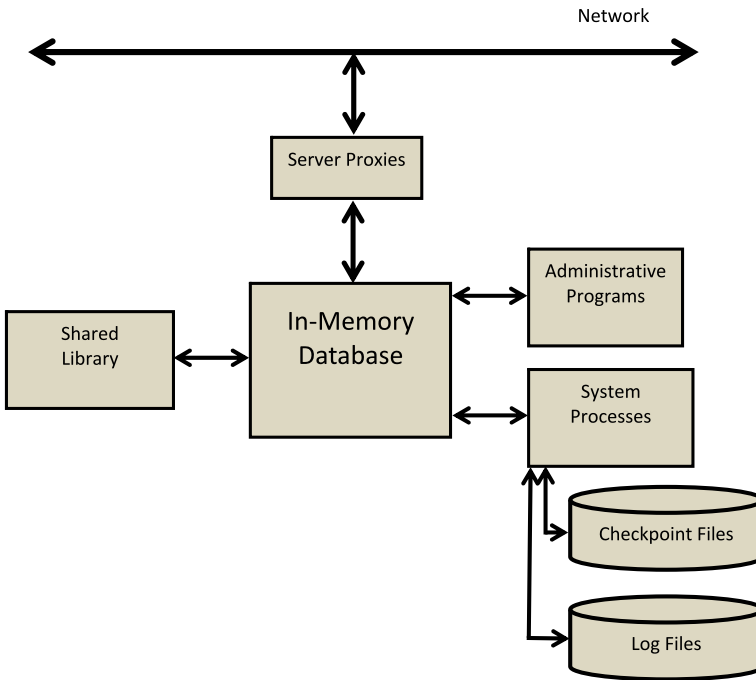 Network
Server Proxies
Administrative
Programs
In-Memory
Database
Shared
Library
System
Processes
Checkpoint Files
Log Files